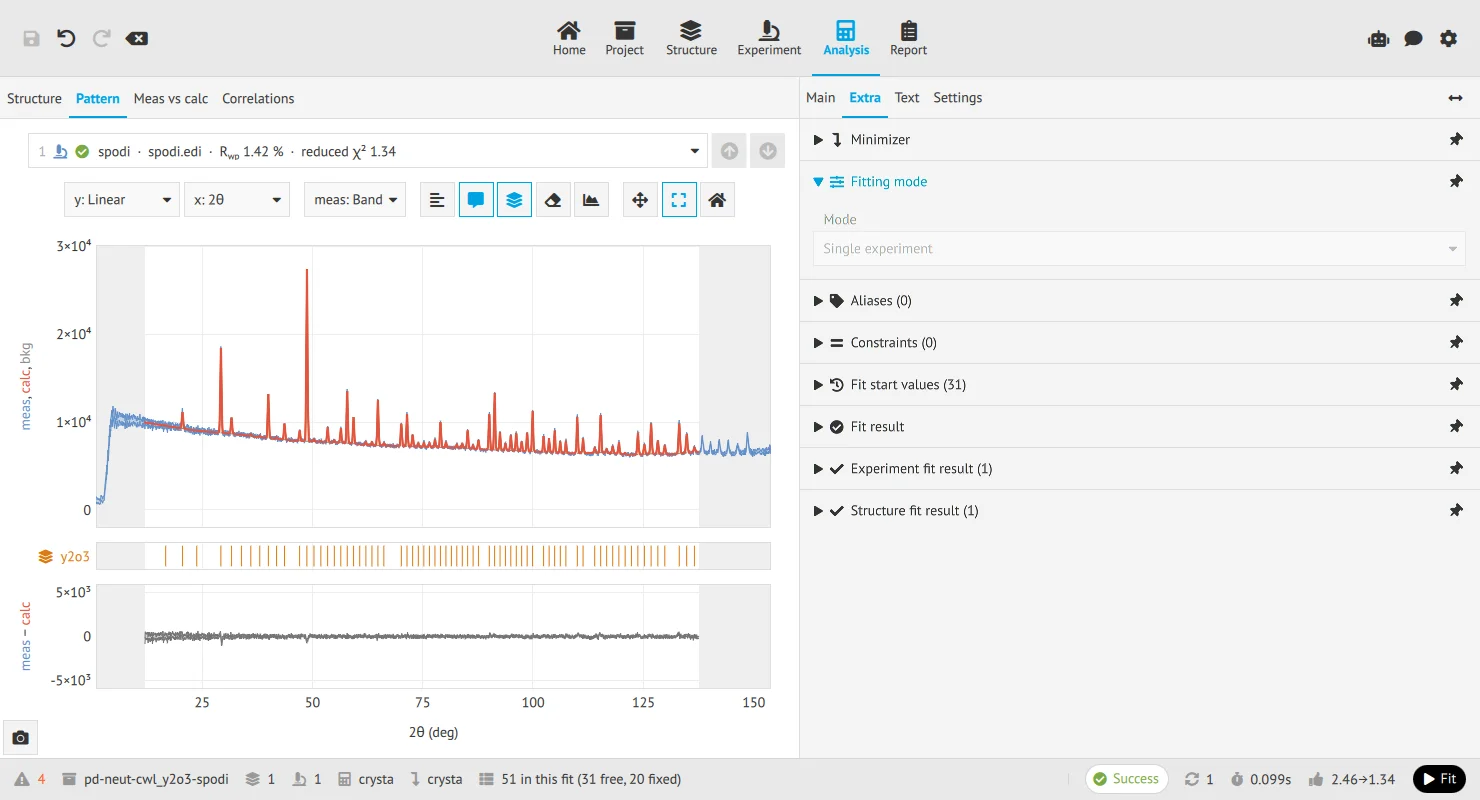 Home
Project
Structure
Experiment
Analysis
Report
Structure
Pattern
Meas vs calc
Correlations
Main
Extra
Text
Settings
1 spodi · spodi.edi · Rwp 1.42 % · reduced χ² 1.34
y: Linear
x: 2θ
meas: Band
3×10⁴
2×10⁴
1×10⁴
0
meas, calc, bkg
y2o3
5×10³
0
-5×10³
meas − calc
25
50
75
100
125
150
2θ (deg)
Minimizer
Fitting mode
Mode
Single experiment
Aliases (0)
Constraints (0)
Fit start values (31)
Fit result
Experiment fit result (1)
Structure fit result (1)
4
pd-neut-cwl_y2o3-spodi
1
1
crysta
crysta
51 in this fit (31 free, 20 fixed)
Success
1
0.099s
2.46→1.34
Fit